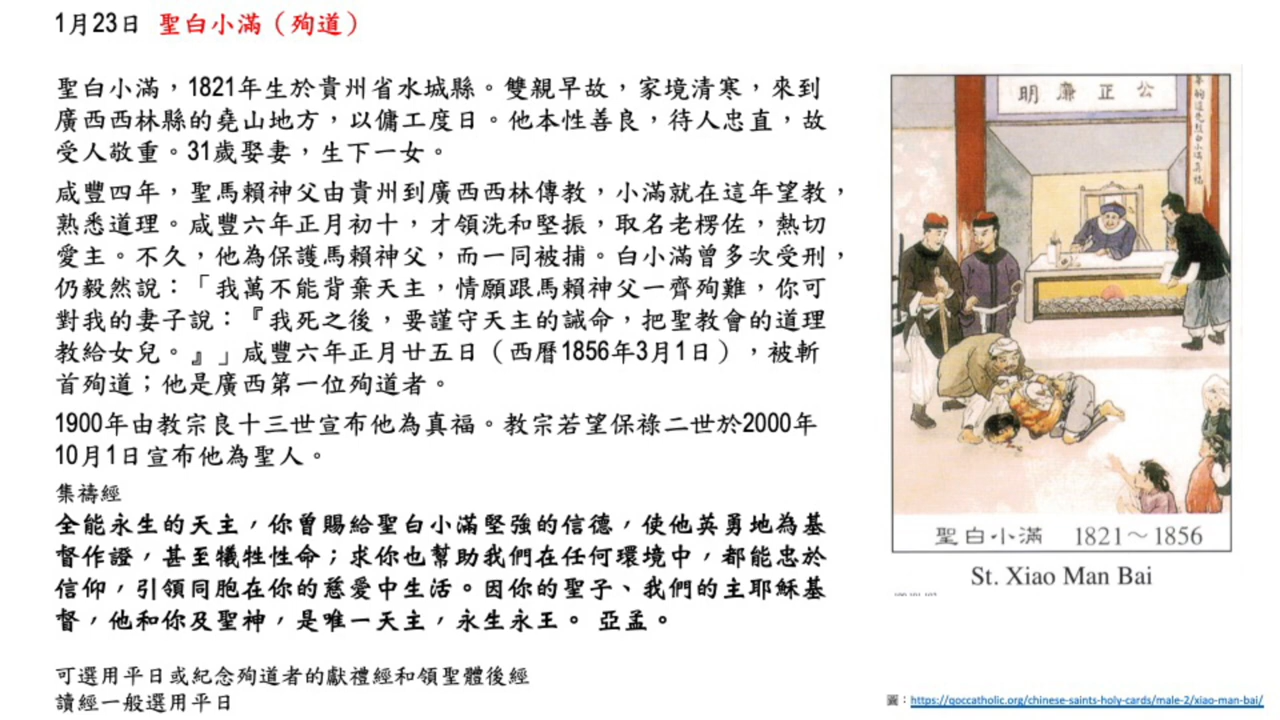 1月23日 聖白小滿（殉道）
聖白小滿，1821年生於貴州省水城縣。雙親早故，家境清寒，來到
廣西西林縣的堯山地方，以傭工度日。他本性善良，待人忠直，故
受人敬重。31歲娶妻，生下一女。
咸豐四年，聖馬賴神父由貴州到廣西西林傳教，小滿就在這年望教，
熟悉道理。咸豐六年正月初十，才領洗和堅振，取名老楞佐，熱切
愛主。不久，他為保護馬賴神父，而一同被捕。白小滿曾多次受刑，
仍毅然說：「我萬不能背棄天主，情願跟馬賴神父一齊殉難，你可
對我的妻子說：『我死之後，要謹守天主的誡命，把聖教會的道理
教給女兒。』」咸豐六年正月廿五日（西曆1856年3月1日），被斬
首殉道；他是廣西第一位殉道者。
1900年由教宗良十三世宣布他為真福。教宗若望保祿二世於2000年
10月1日宣布他為聖人。
集禱經
全能永生的天主，你曾賜給聖白小滿堅強的信德，使他英勇地為基
督作證，甚至犧牲性命；求你也幫助我們在任何環境中，都能忠於
信仰，引領同胞在你的慈愛中生活。因你的聖子、我們的主耶穌基
督，他和你及聖神，是唯一天主，永生永王。 亞孟。
可選用平日或紀念殉道者的獻禮經和領聖體後經
讀經一般選用平日
明廉正公
聖白小滿 1821～1856
St. Xiao Man Bai
圖：https://qoccatholic.org/chinese-saints-holy-cards/male-2/xiao-man-bai/